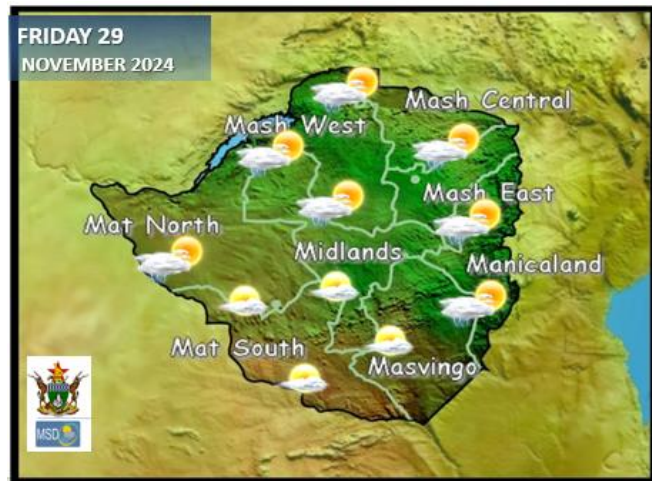 FRIDAY 29
NOVEMBER 2024
Mash Central
Mash West
Mash East
Mat North
Midlands
Manicaland
Mat South
Masvingo
MSD